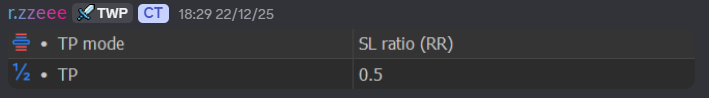 r.zzeee TWP CT 18:29 22/12/25
• TP mode SL ratio (RR)
½ • TP 0.5